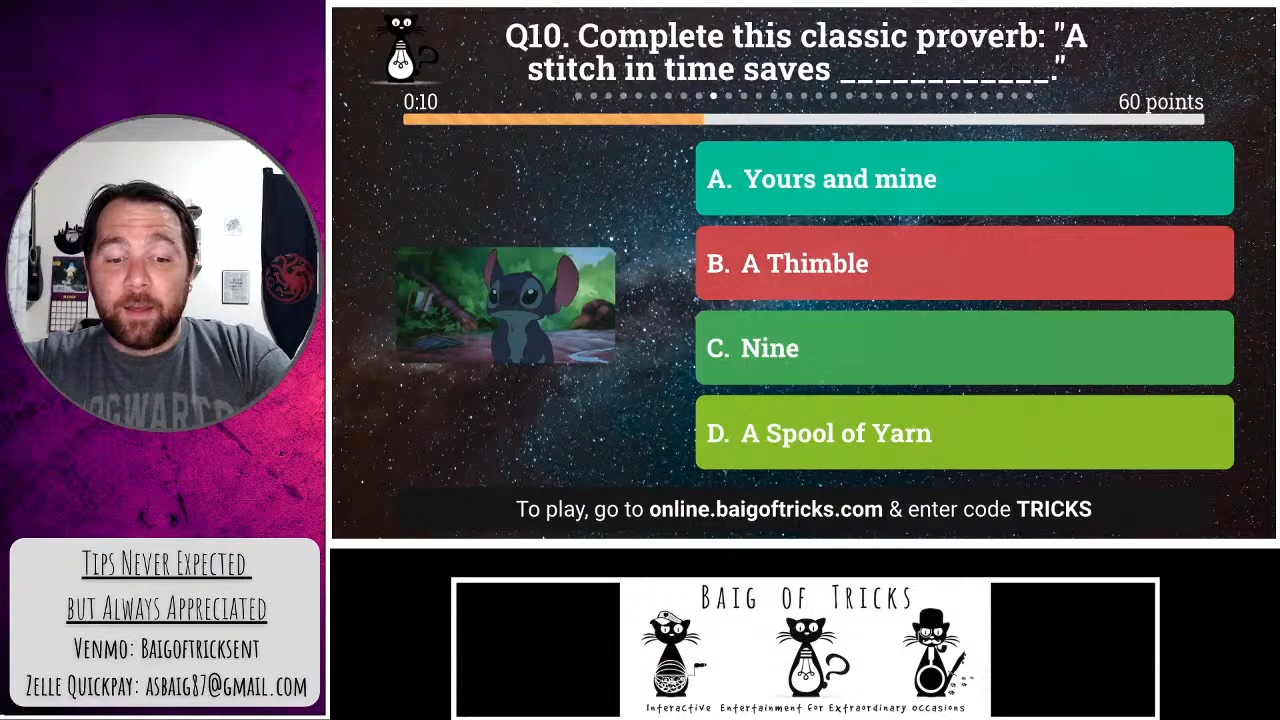 Q10. Complete this classic proverb: "A
stitch in time saves ____________."
0:10
60 points
A. Yours and mine
B. A Thimble
C. Nine
D. A Spool of Yarn
To play, go to online.baigoftricks.com & enter code TRICKS
HOGWARTS
Tips Never Expected
but Always Appreciated
Venmo: Baigoftricksent
Zelle Quickpay: asbaig87@gmail.com
Baig of Tricks
Interactive Entertainment for Extraordinary Occasions